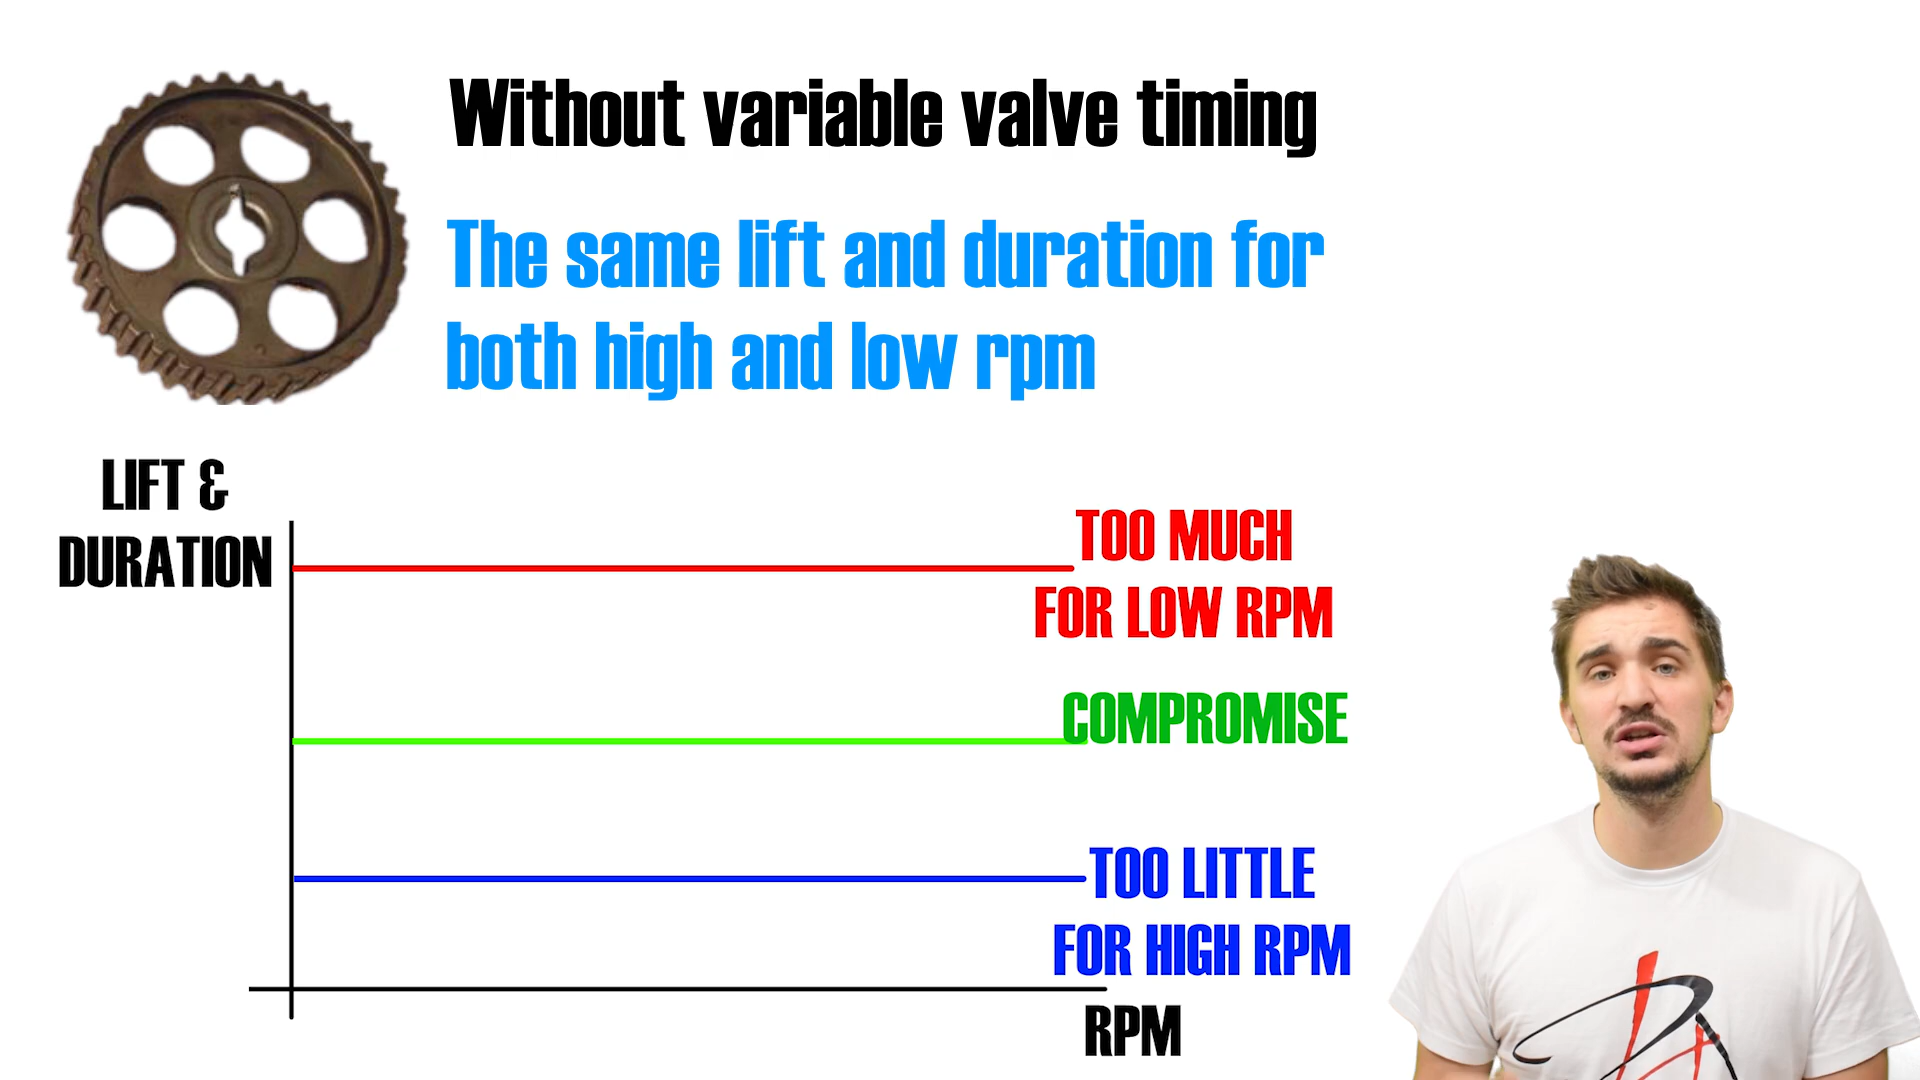 Without variable valve timing
The same lift and duration for
both high and low rpm
LIFT &
DURATION
TOO MUCH
FOR LOW RPM
COMPROMISE
TOO LITTLE
FOR HIGH RPM
RPM